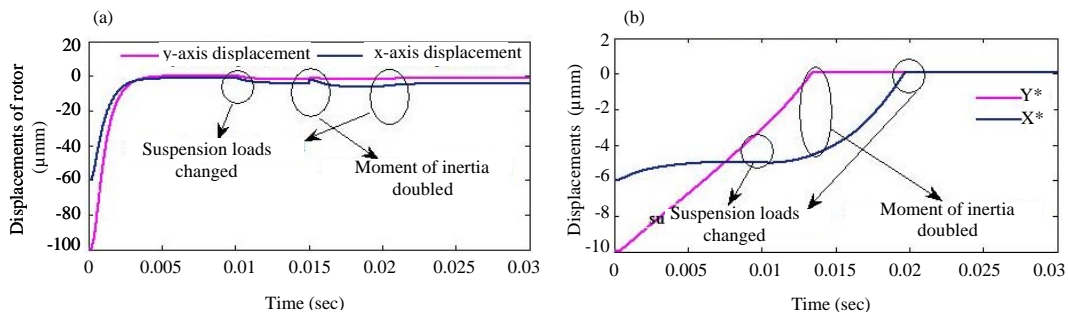 (a)
20
0
-20
-40
-60
-80
-100
Displacements of rotor
(µmm)
y-axis displacement
x-axis displacement
Suspension loads
changed
Moment of inertia
doubled
0 0.005 0.01 0.015 0.02 0.025 0.03
Time (sec)
(b)
2
0
-2
-4
-6
-8
-10
Displacements (µmm)
Y*
X*
su Suspension loads
changed
Moment of inertia
doubled
0 0.005 0.01 0.015 0.02 0.025 0.03
Time (sec)